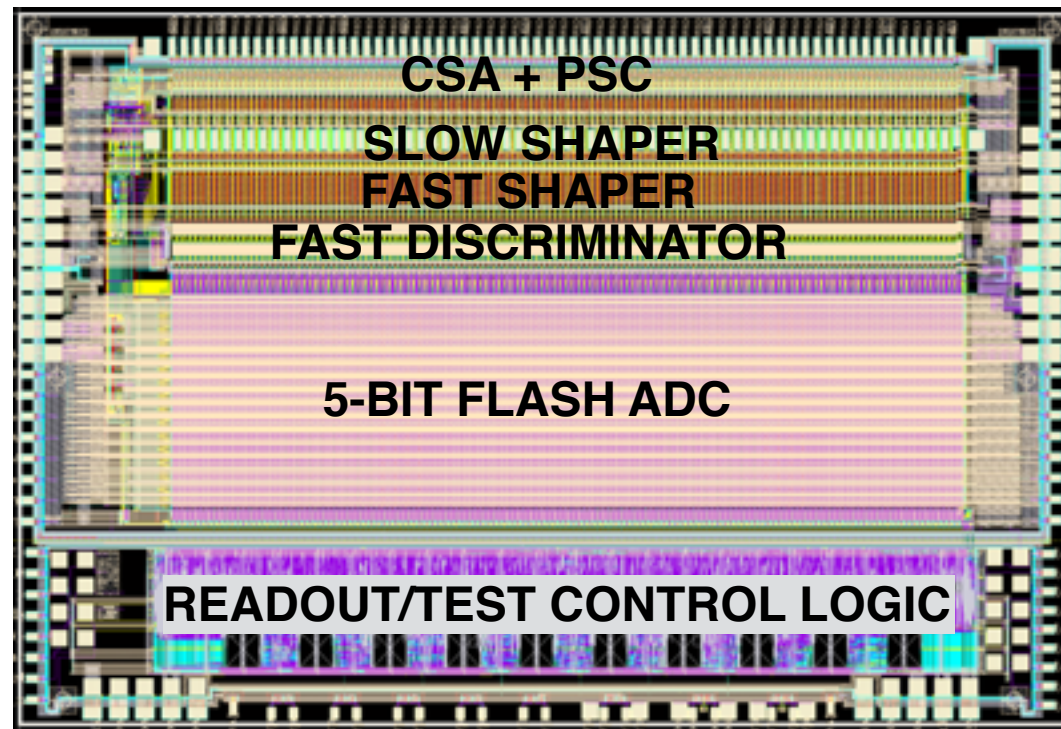 CSA + PSC
SLOW SHAPER
FAST SHAPER
FAST DISCRIMINATOR
5-BIT FLASH ADC
READOUT/TEST CONTROL LOGIC